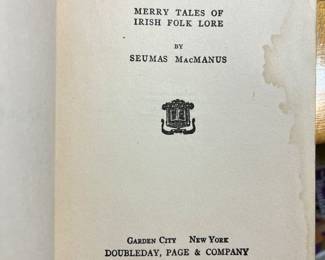 MERRY TALES OF
IRISH FOLK LORE
BY
SEUMAS MacMANUS
GARDEN CITY NEW YORK
DOUBLEDAY, PAGE & COMPANY